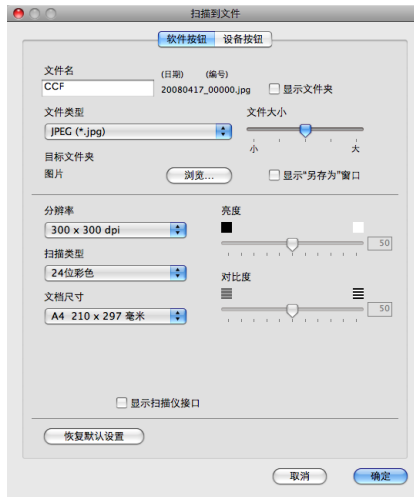 扫描到文件
软件按钮 设备按钮
文件名 (日期) (编号)
CCF 20080417_00000.jpg 显示文件夹
文件类型 文件大小
JPEG (*.jpg)
小 大
目标文件夹
图片 浏览... 显示“另存为”窗口
分辨率 亮度
300 x 300 dpi
50
扫描类型
24位彩色 对比度
文档尺寸
A4 210 x 297 毫米 50
显示扫描仪接口
恢复默认设置
取消 确定